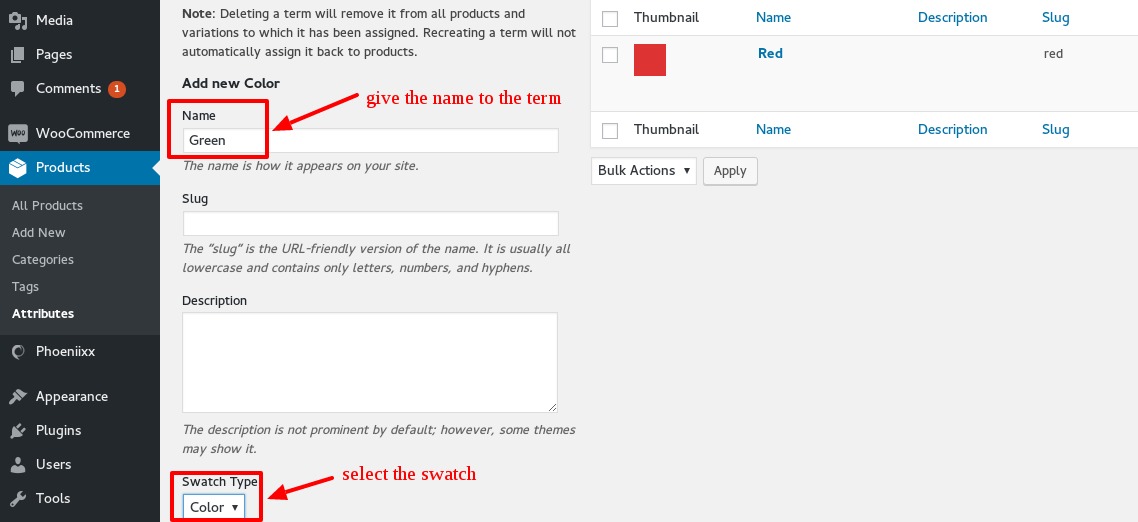 Media
Pages
Comments 1
WooCommerce
Products
All Products
Add New
Categories
Tags
Attributes
Phoeniixx
Appearance
Plugins
Users
Tools
Note: Deleting a term will remove it from all products and
variations to which it has been assigned. Recreating a term will not
automatically assign it back to products.
Add new Color
Name
give the name to the term
Green
The name is how it appears on your site.
Slug
The "slug" is the URL-friendly version of the name. It is usually all
lowercase and contains only letters, numbers, and hyphens.
Description
The description is not prominent by default; however, some themes
may show it.
Swatch Type
select the swatch
Color
Thumbnail Name Description Slug
Red red
Thumbnail Name Description Slug
Bulk Actions Apply